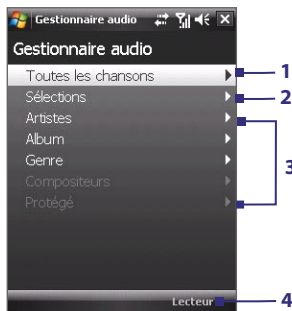 Gestionnaire audio
Gestionnaire audio
Toutes les chansons
1
Sélections
2
Artistes
Album
Genre
3
Compositeurs
Protégé
Lecteur
4